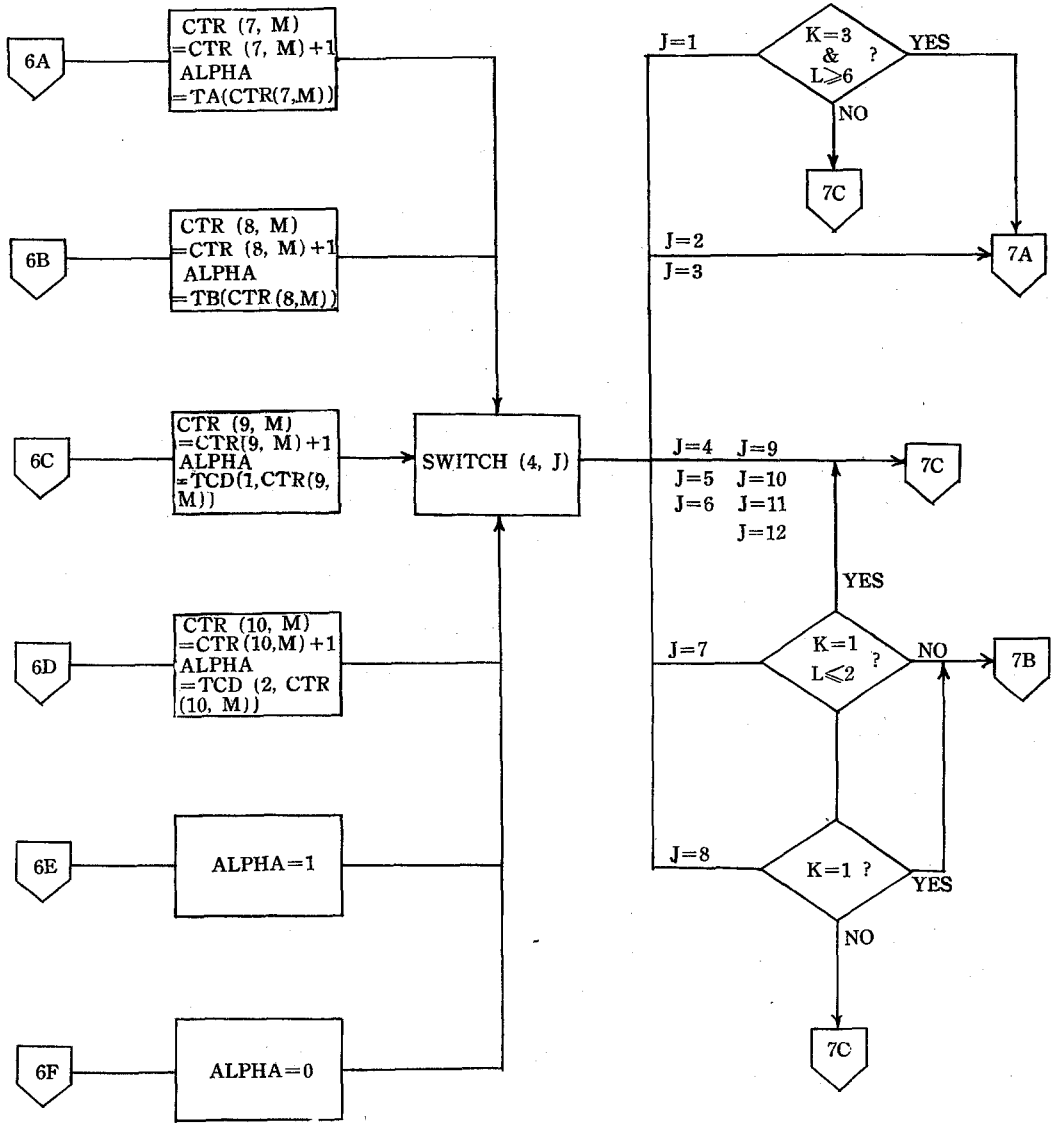 6A
CTR (7, M)
=CTR (7, M)+1
ALPHA
=TA(CTR(7,M))
6B
CTR (8, M)
=CTR (8, M)+1
ALPHA
=TB(CTR(8,M))
6C
CTR (9, M)
=CTR(9, M)+1
ALPHA
=TCD(1,CTR(9,
M))
6D
CTR (10, M)
=CTR(10,M)+1
ALPHA
=TCD (2, CTR
(10, M))
6E
ALPHA=1
6F
ALPHA=0
SWITCH (4, J)
J=1
K=3
& ?
L⩾6
YES
NO
7C
J=2
J=3
7A
J=4 J=9
J=5 J=10
J=6 J=11
J=12
7C
YES
J=7
K=1 ?
L⩽2
NO
7B
J=8
K=1 ?
YES
NO
7C